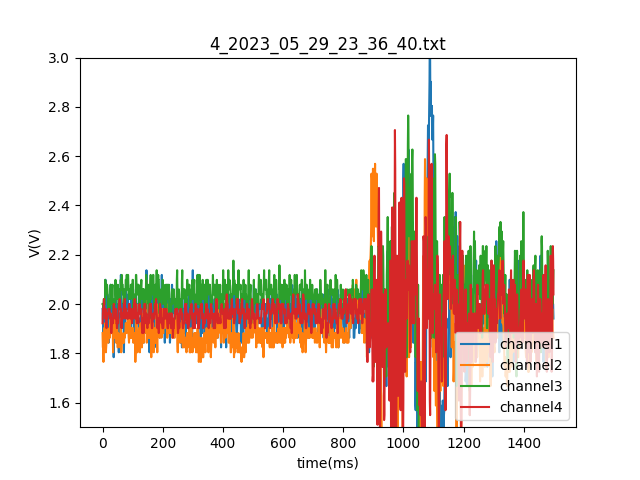 4_2023_05_29_23_36_40.txt
3.0
2.8
2.6
2.4
2.2
2.0
1.8
1.6
V(V)
0 200 400 600 800 1000 1200 1400
time(ms)
channel1
channel2
channel3
channel4